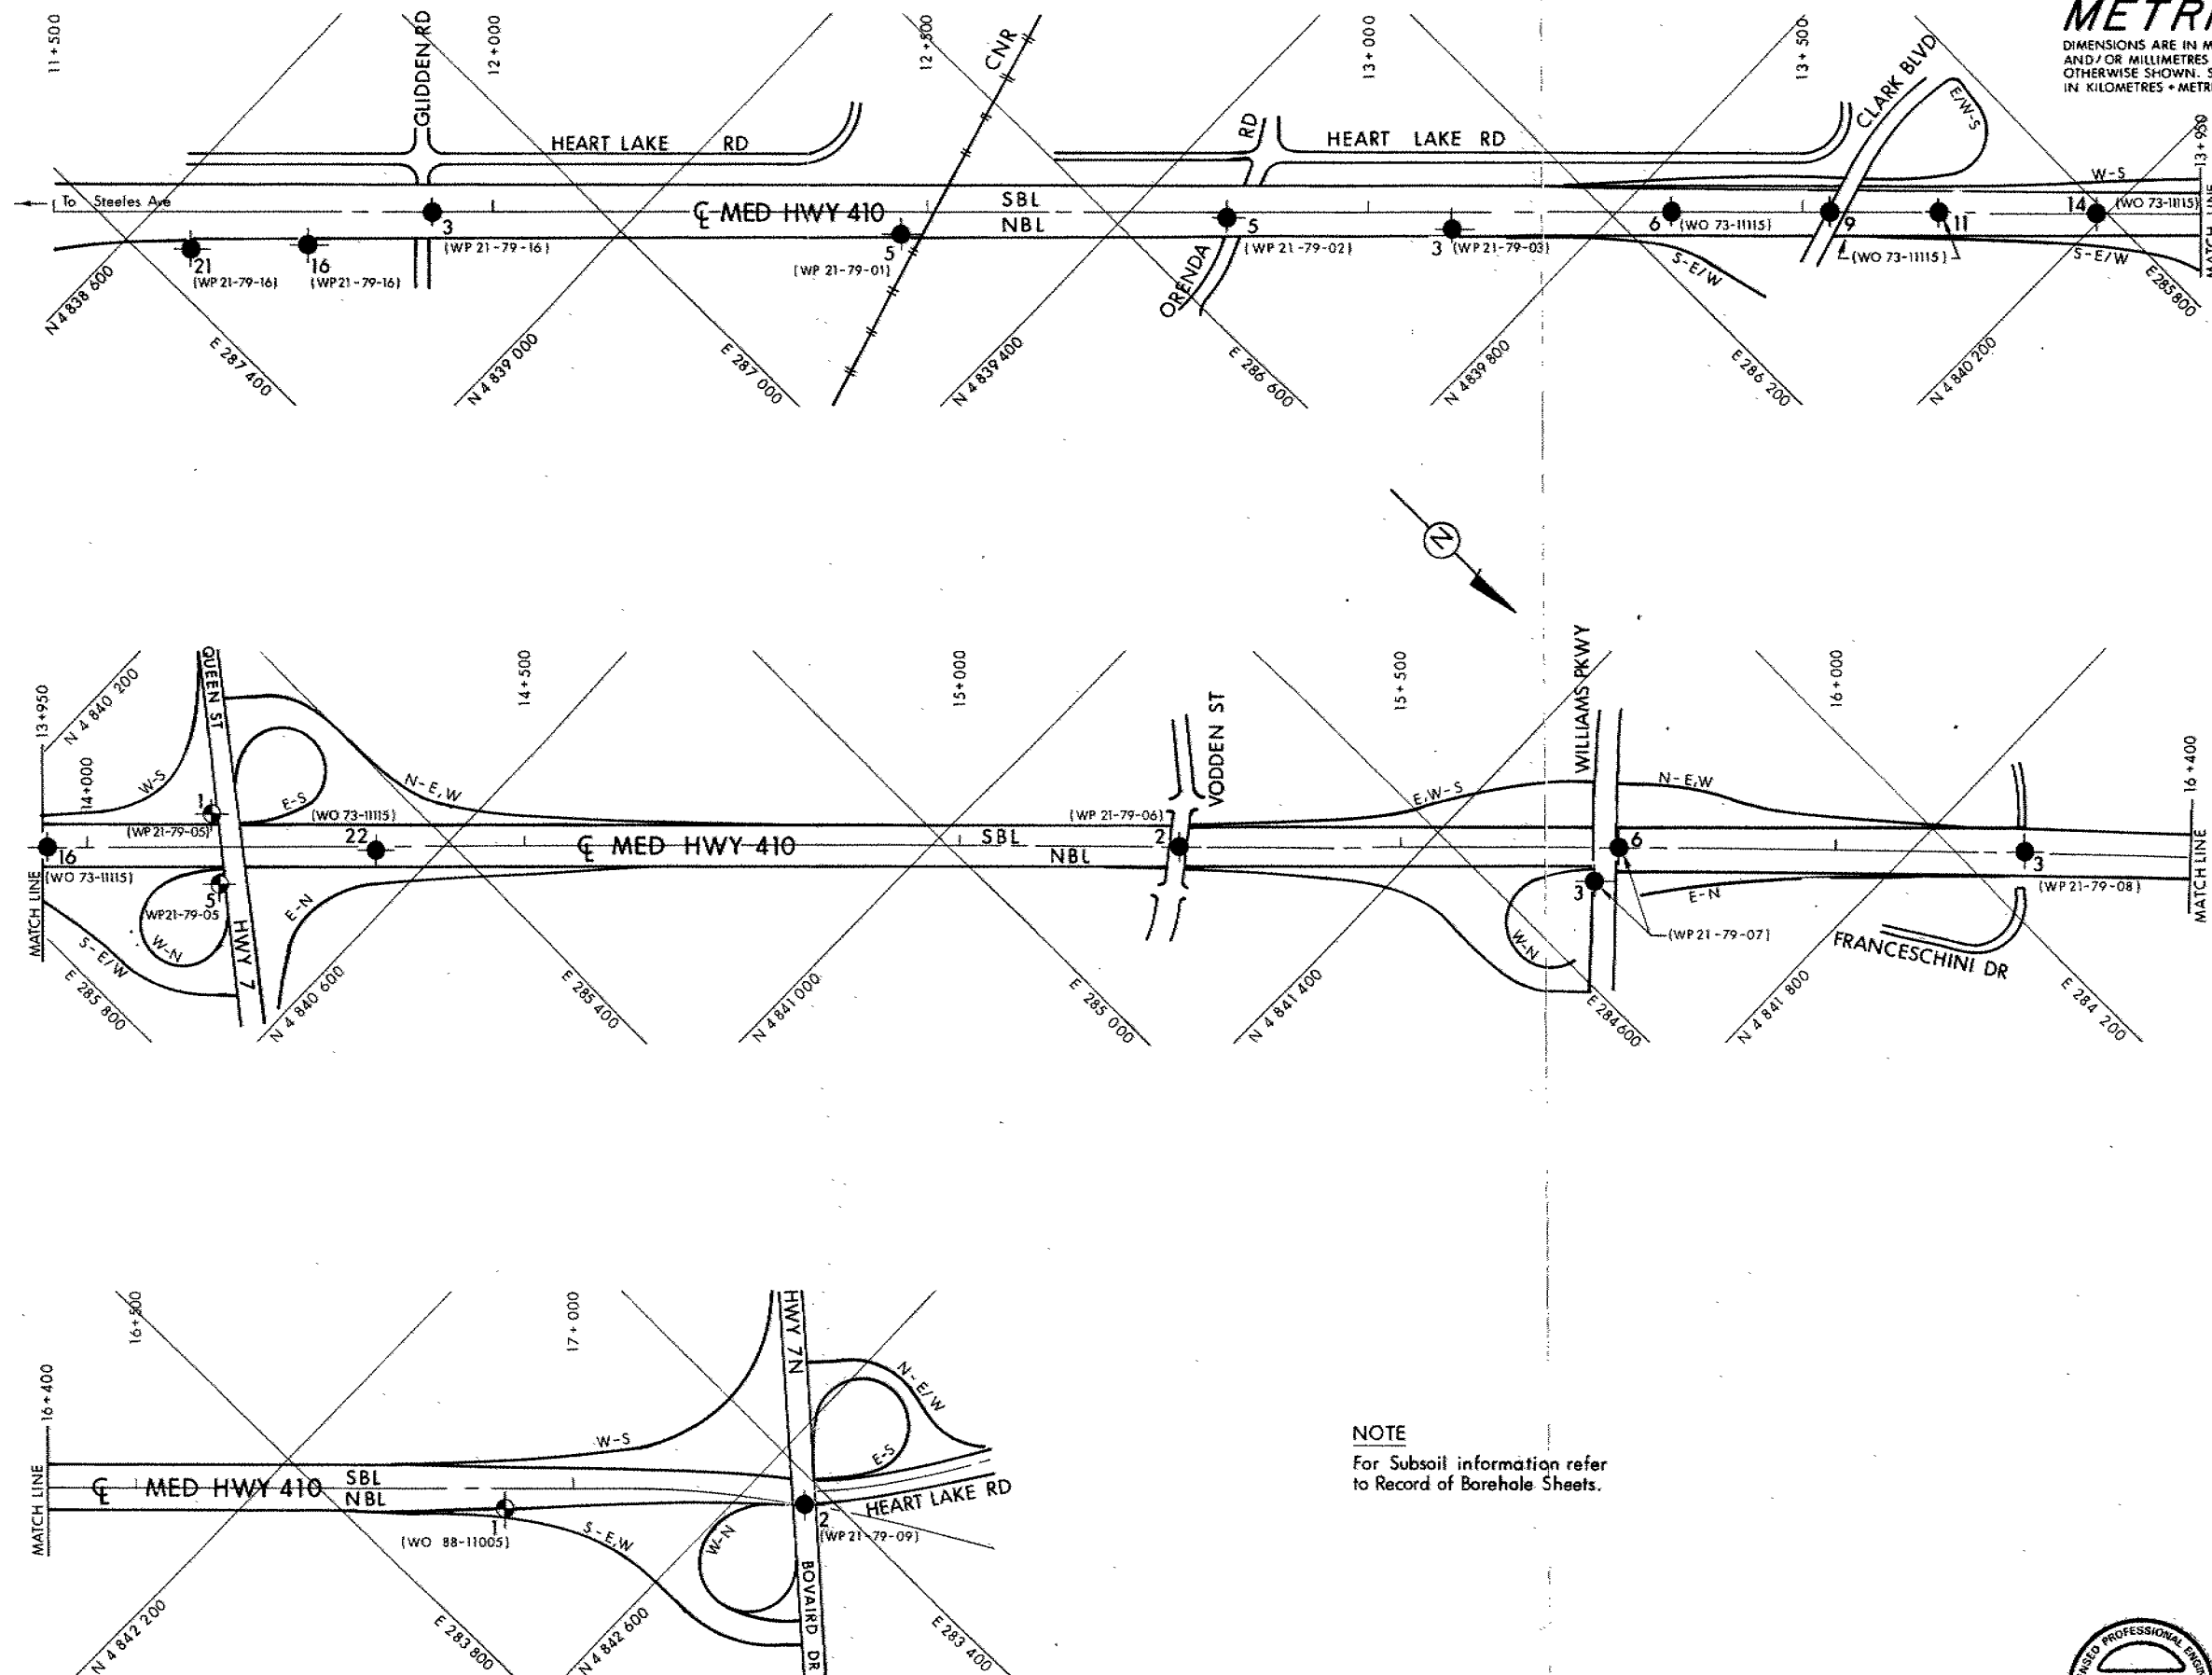 METRI
DIMENSIONS ARE IN M
AND/OR MILLIMETRES
OTHERWISE SHOWN. S
IN KILOMETRES + METR
11+500
GLIDDEN RD
12+000
12+500
CNR
13+000
13+500
CLARK BLVD
E/W-S
13+950
HEART LAKE RD
RD
HEART LAKE RD
W-S
To Steeles Ave
℄ MED HWY 410
SBL
NBL
3
(WP 21-79-16)
21
(WP 21-79-16)
16
(WP 21-79-16)
5
(WP 21-79-01)
5
(WP 21-79-02)
3 (WP 21-79-03)
6 (WO 73-11115)
9
11
(WO 73-11115)
14 (WO 73-11115)
S-E/W
S-E/W
ORENDA
MATCH LINE
N 4 838 600
E 287 400
N 4 839 000
E 287 000
N 4 839 400
E 286 600
N 4839 800
E 286 200
N 4 840 200
E 285 800
N
13+950
N 4 840 200
14+000
QUEEN ST
14+500
15+000
VODDEN ST
15+500
WILLIAMS PKWY
16+000
16+400
W-S
N-E,W
E-S
E,W-S
N-E,W
1
(WP 21-79-05)
(WO 73-11115)
22
℄ MED HWY 410
SBL
NBL
(WP 21-79-06)
2
6
3
(WP 21-79-08)
16
(WO 73-11115)
5
WP21-79-05
W-N
S-E/W
E-N
HWY 7
3
W-N
E-N
(WP 21-79-07)
FRANCESCHINI DR
MATCH LINE
MATCH LINE
E 285 800
N 4 840 600
E 285 400
N 4 841 000
E 285 000
N 4 841 400
E 284600
N 4 841 800
E 284 200
16+400
16+500
17+000
HWY 7N
N-E/W
W-S
E-S
MATCH LINE
℄ MED HWY 410
SBL
NBL
1
(WO 88-11005)
S-E,W
W-N
2
(WP 21-79-09)
HEART LAKE RD
BOVAIRD DR
N 4 842 200
E 283 800
N 4 842 600
E 283 400
NOTE
For Subsoil information refer
to Record of Borehole Sheets.
NSED PROFESSIONAL ENGIN